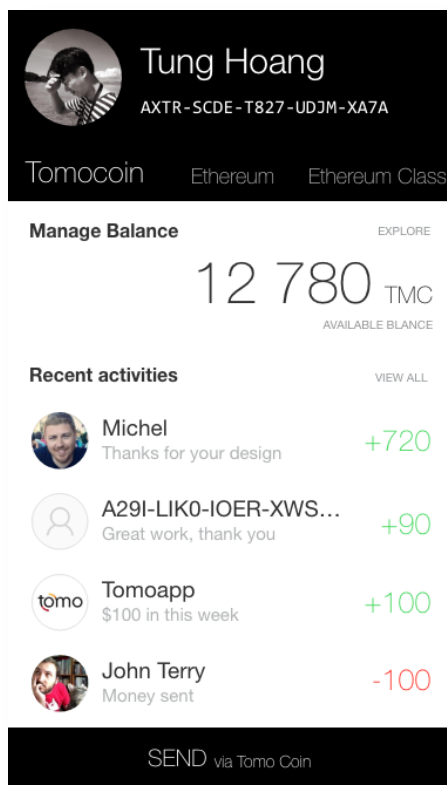 Tung Hoang
AXTR-SCDE-T827-UDJM-XA7A
Tomocoin Ethereum Ethereum Class
Manage Balance EXPLORE
12 780 TMC
AVAILABLE BLANCE
Recent activities VIEW ALL
Michel
Thanks for your design
+720
A29I-LIK0-IOER-XWS...
Great work, thank you
+90
tomo
Tomoapp
$100 in this week
+100
John Terry
Money sent
-100
SEND via Tomo Coin